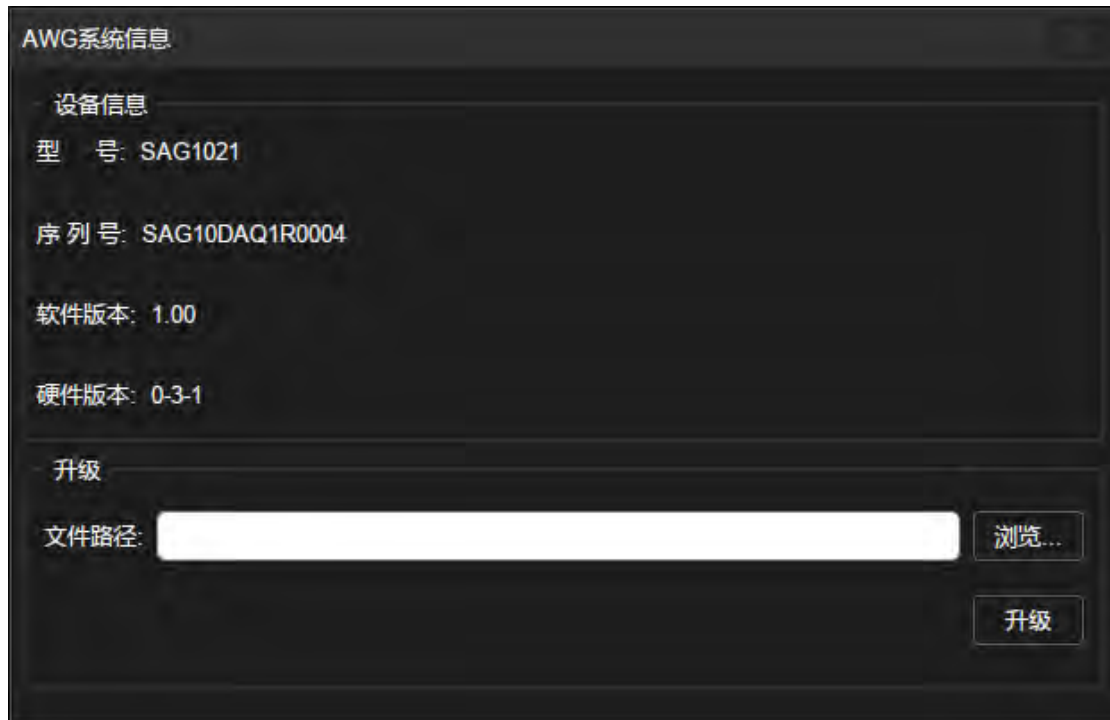 AWG系统信息
设备信息
型 号: SAG1021
序 列 号: SAG10DAQ1R0004
软件版本: 1.00
硬件版本: 0-3-1
升级
文件路径:
浏览...
升级